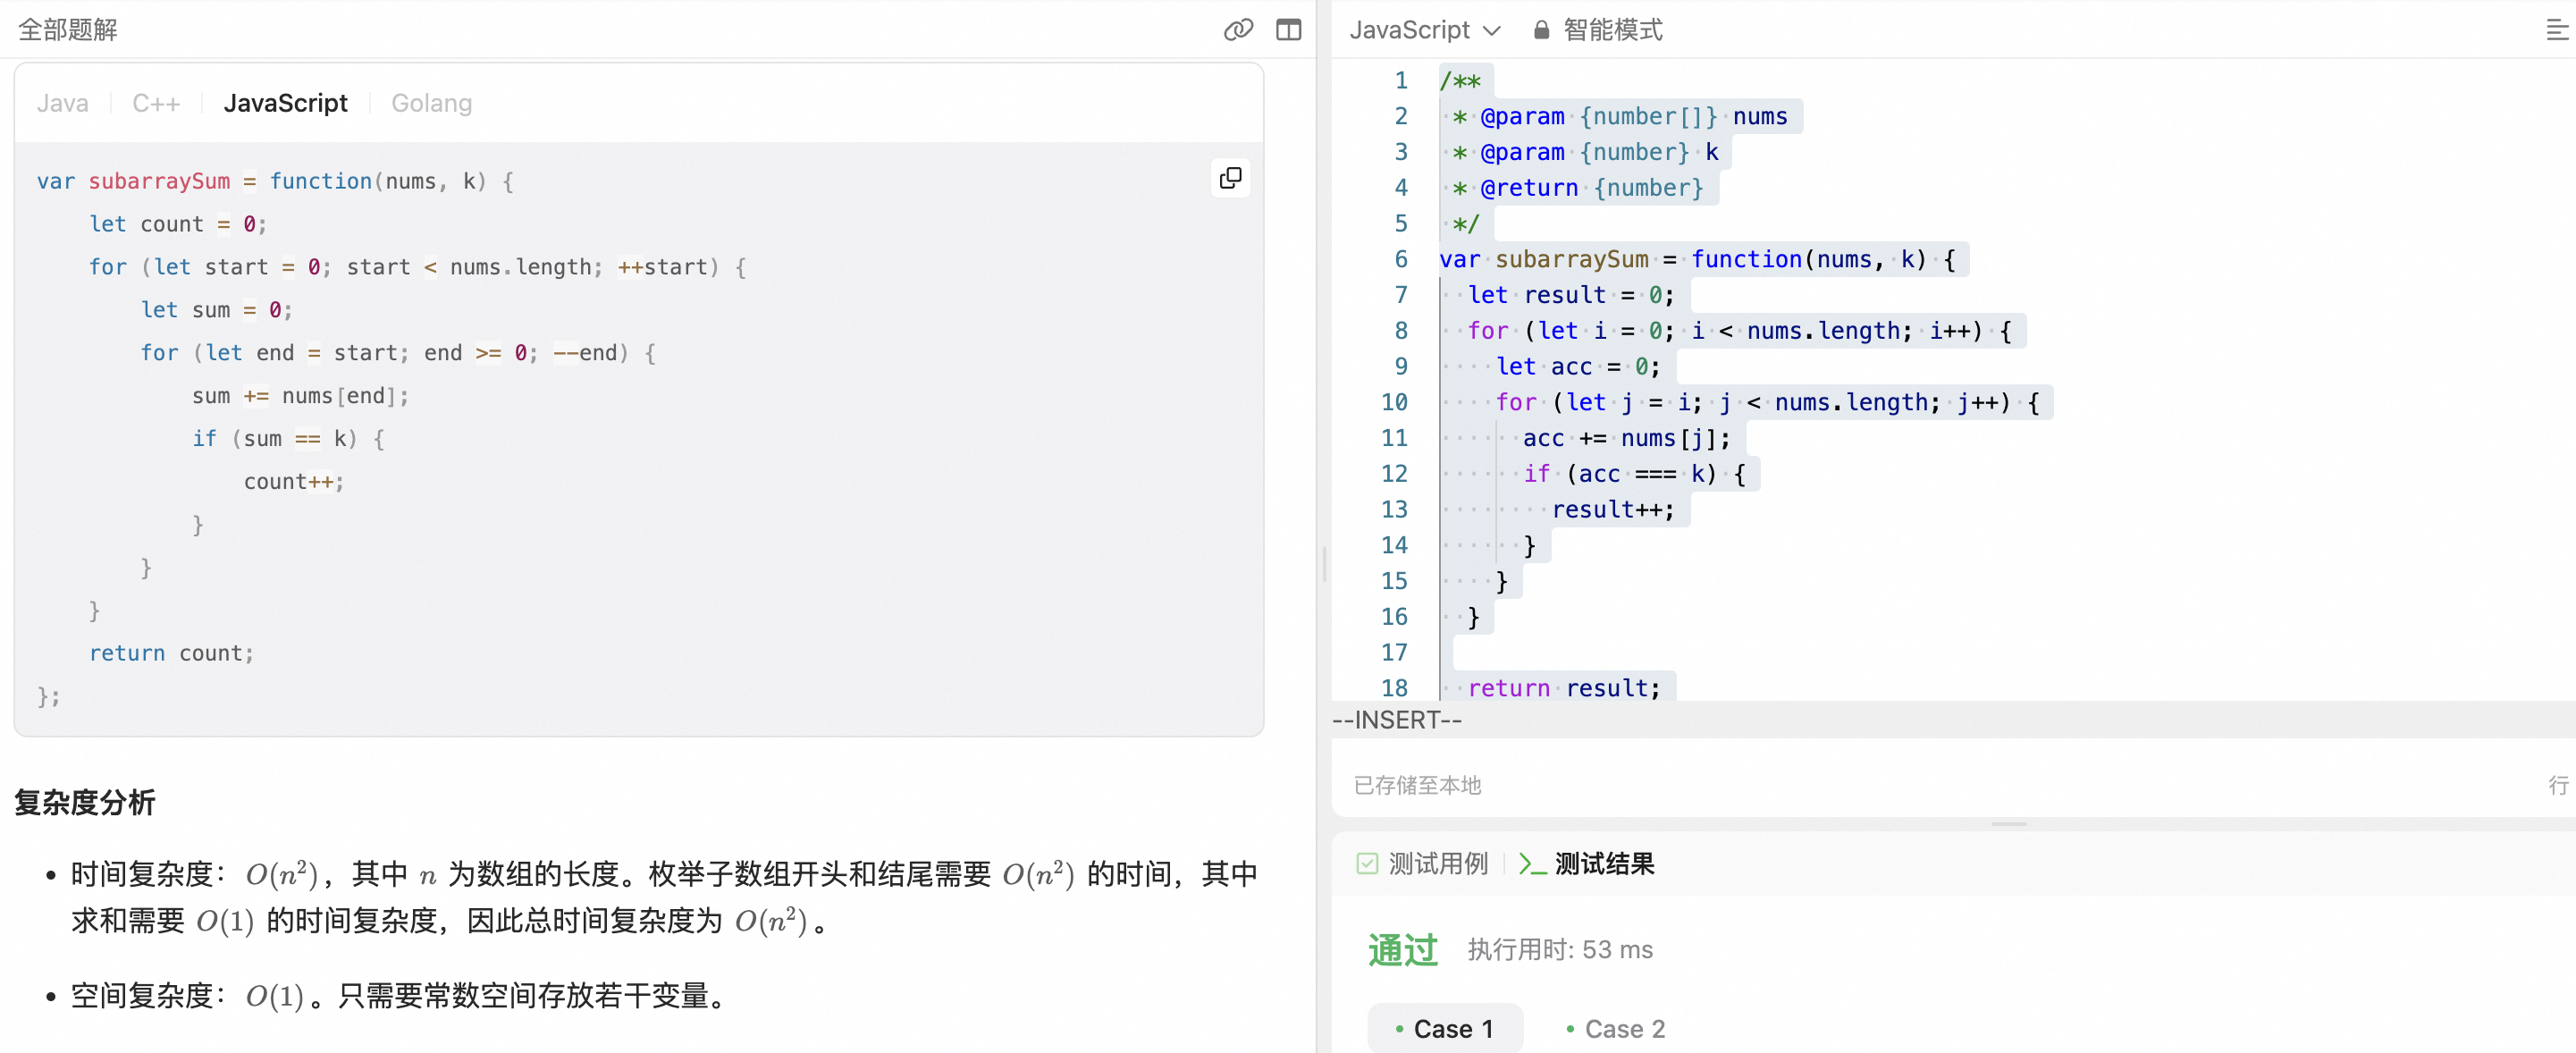 全部题解
Java C++ JavaScript Golang
var subarraySum = function(nums, k) {
    let count = 0;
    for (let start = 0; start < nums.length; ++start) {
        let sum = 0;
        for (let end = start; end >= 0; --end) {
            sum += nums[end];
            if (sum == k) {
                count++;
            }
        }
    }
    return count;
};
复杂度分析
• 时间复杂度：O(n²)，其中 n 为数组的长度。枚举子数组开头和结尾需要 O(n²) 的时间，其中
求和需要 O(1) 的时间复杂度，因此总时间复杂度为 O(n²)。
• 空间复杂度：O(1)。只需要常数空间存放若干变量。
JavaScript 智能模式
1 /**
2  * @param {number[]} nums
3  * @param {number} k
4  * @return {number}
5  */
6 var subarraySum = function(nums, k) {
7   let result = 0;
8   for (let i = 0; i < nums.length; i++) {
9     let acc = 0;
10     for (let j = i; j < nums.length; j++) {
11       acc += nums[j];
12       if (acc === k) {
13         result++;
14       }
15     }
16   }
17
18   return result;
--INSERT--
已存储至本地 行
测试用例 >_ 测试结果
通过 执行用时: 53 ms
• Case 1 • Case 2